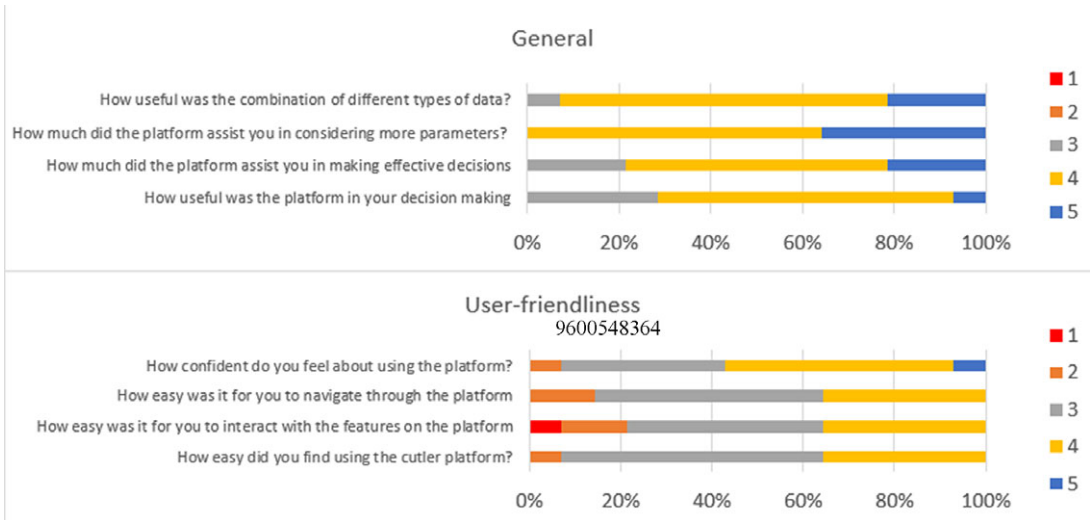 General
How useful was the combination of different types of data?
How much did the platform assist you in considering more parameters?
How much did the platform assist you in making effective decisions
How useful was the platform in your decision making
0% 20% 40% 60% 80% 100%
1
2
3
4
5
User-friendliness
9600548364
How confident do you feel about using the platform?
How easy was it for you to navigate through the platform
How easy was it for you to interact with the features on the platform
How easy did you find using the cutler platform?
0% 20% 40% 60% 80% 100%
1
2
3
4
5